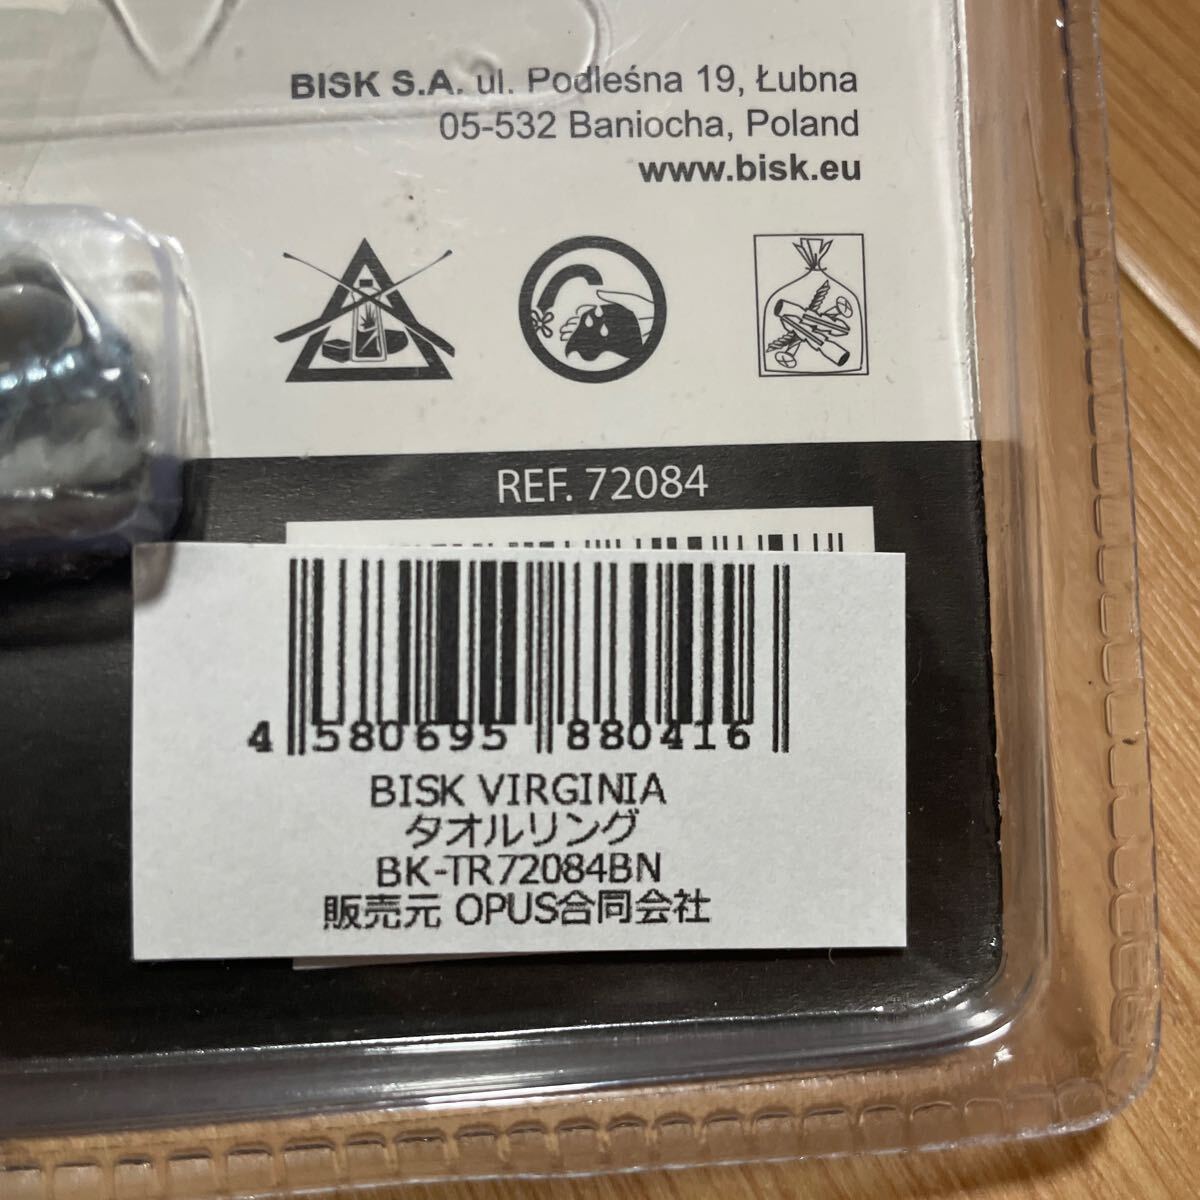 BISK S.A. ul. Podleśna 19, Łubna
05-532 Baniocha, Poland
www.bisk.eu
REF. 72084
4 580695 880416
BISK VIRGINIA
タオルリング
BK-TR72084BN
販売元 OPUS合同会社